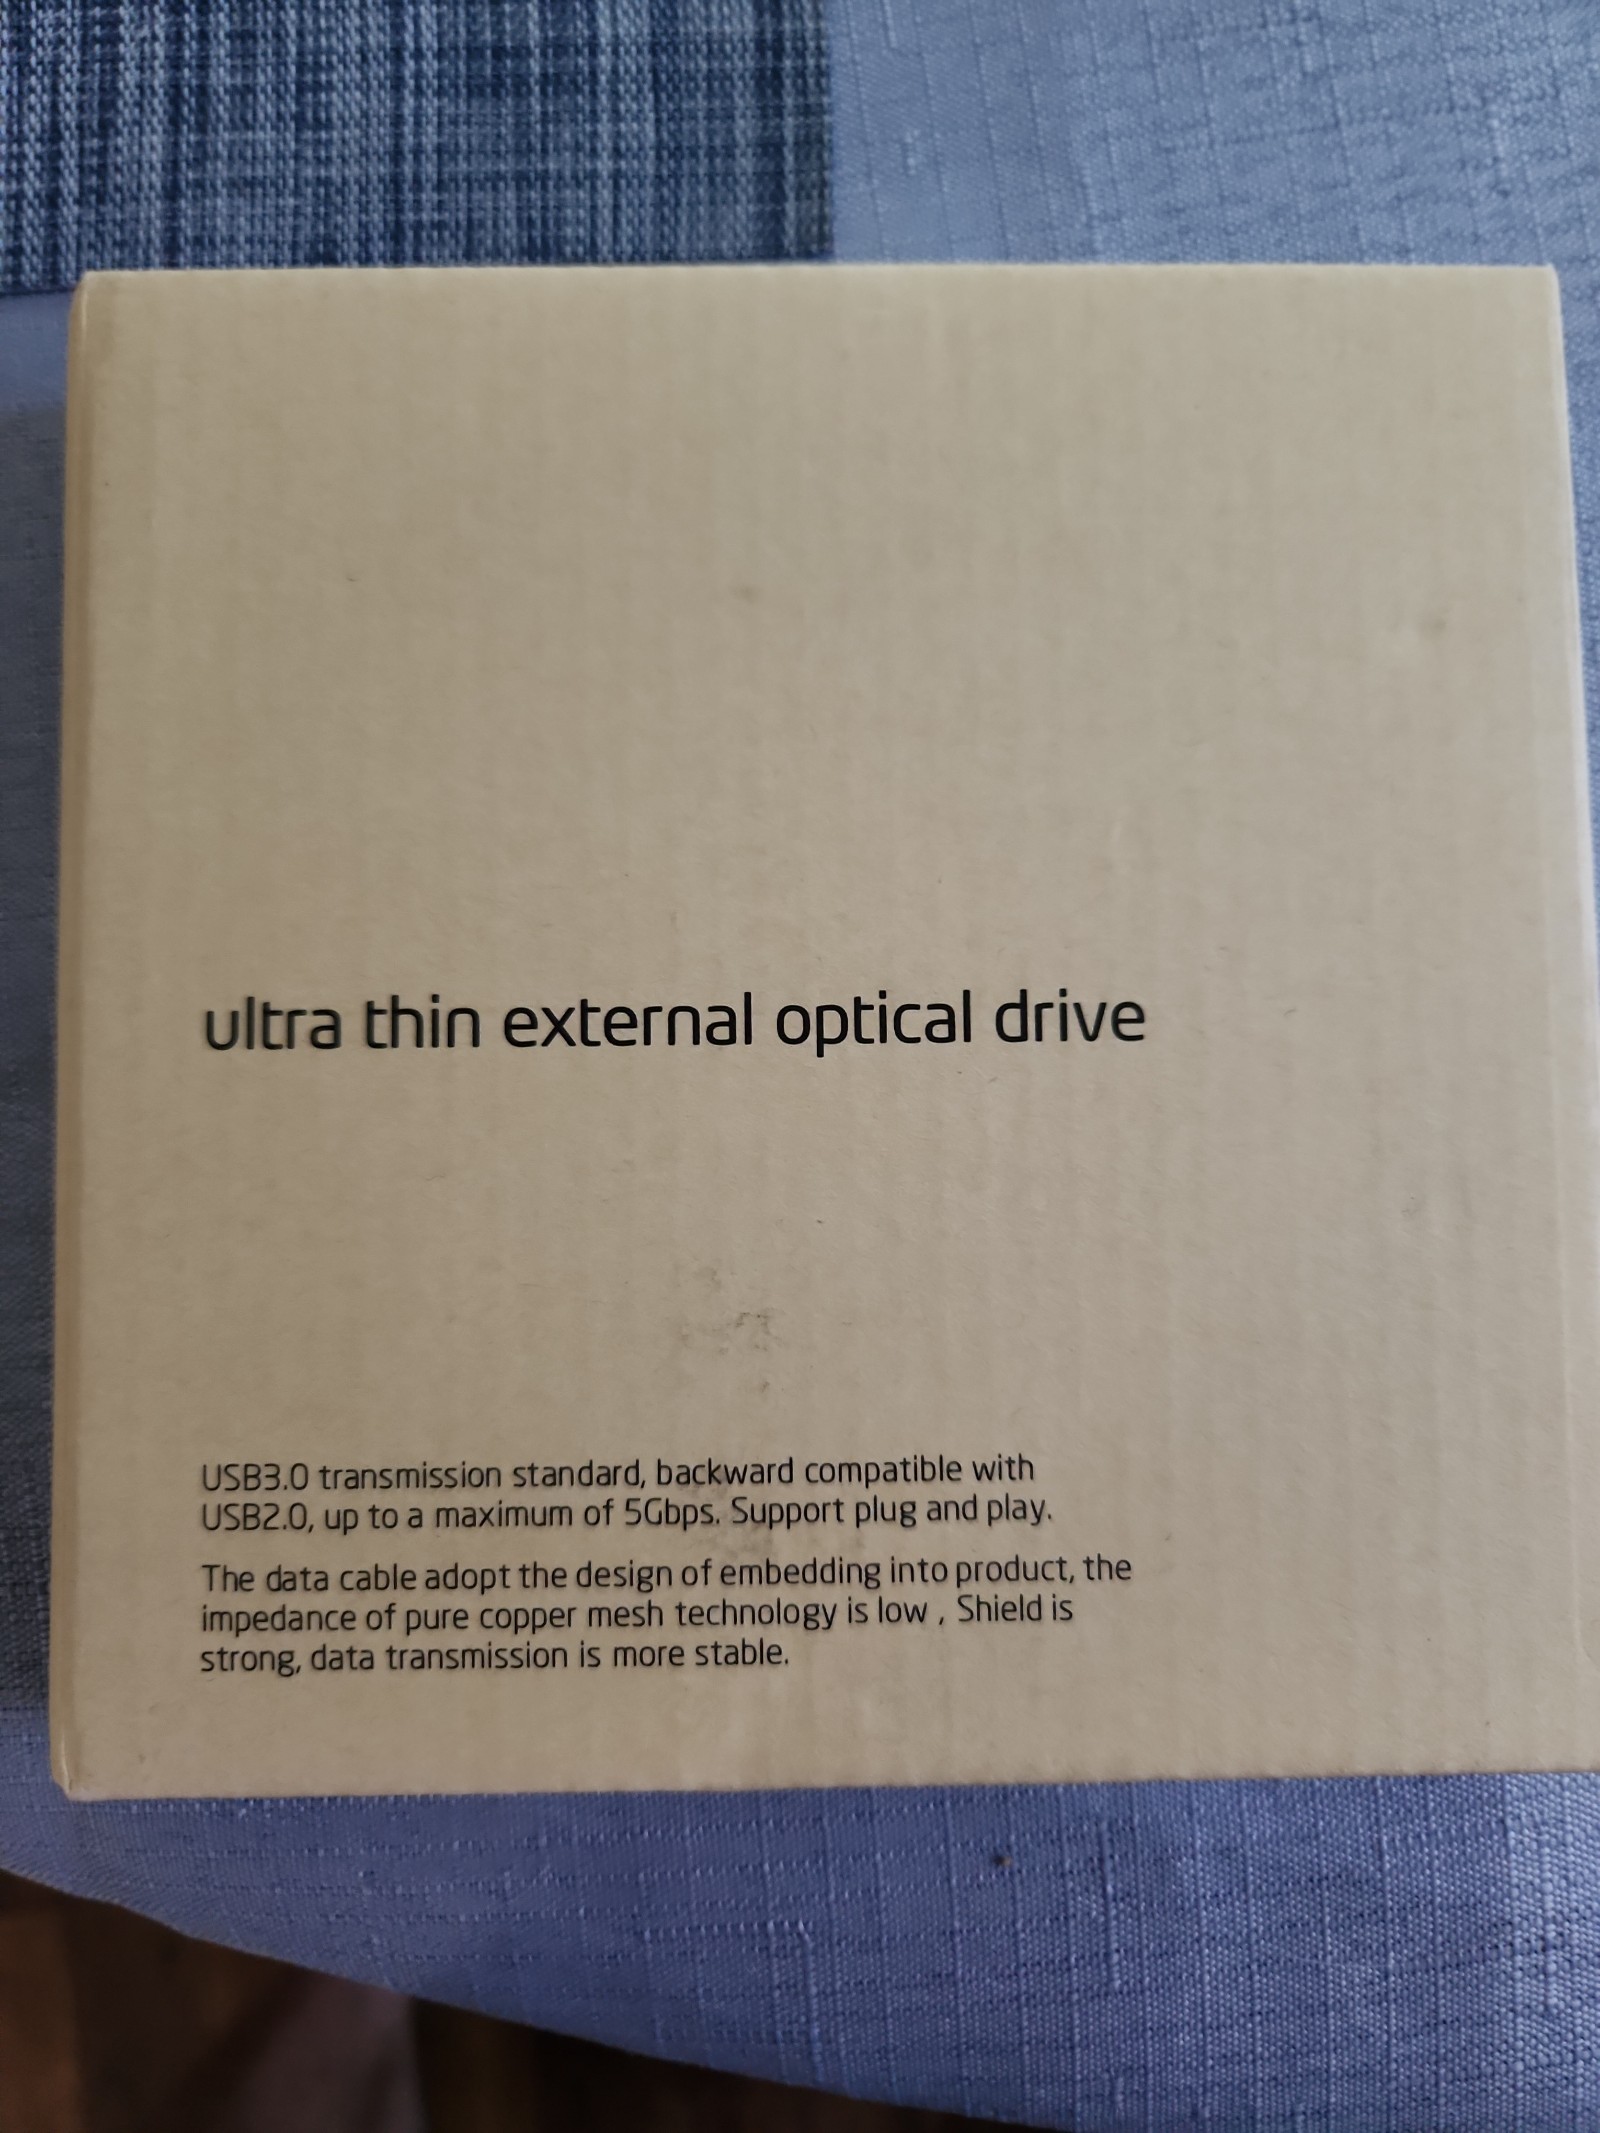 ultra thin external optical drive
USB3.0 transmission standard, backward compatible with
USB2.0, up to a maximum of 5Gbps. Support plug and play.
The data cable adopt the design of embedding into product, the
impedance of pure copper mesh technology is low , Shield is
strong, data transmission is more stable.